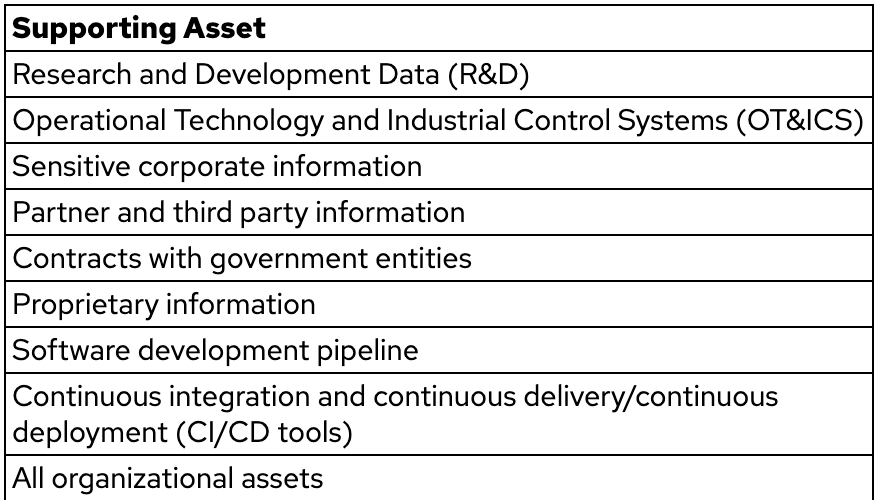 Supporting Asset
Research and Development Data (R&D)
Operational Technology and Industrial Control Systems (OT&ICS)
Sensitive corporate information
Partner and third party information
Contracts with government entities
Proprietary information
Software development pipeline
Continuous integration and continuous delivery/continuous
deployment (CI/CD tools)
All organizational assets